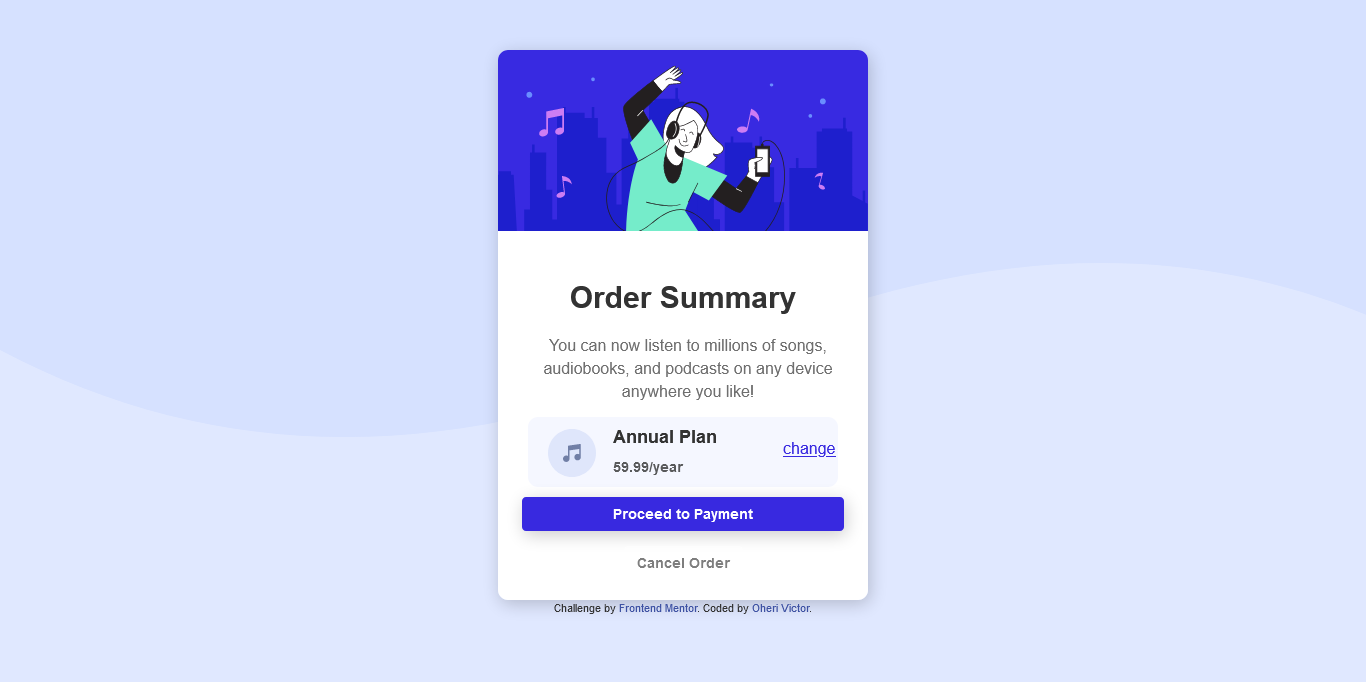 Order Summary
You can now listen to millions of songs,
audiobooks, and podcasts on any device
anywhere you like!
Annual Plan
change
59.99/year
Proceed to Payment
Cancel Order
Challenge by Frontend Mentor. Coded by Oheri Victor.